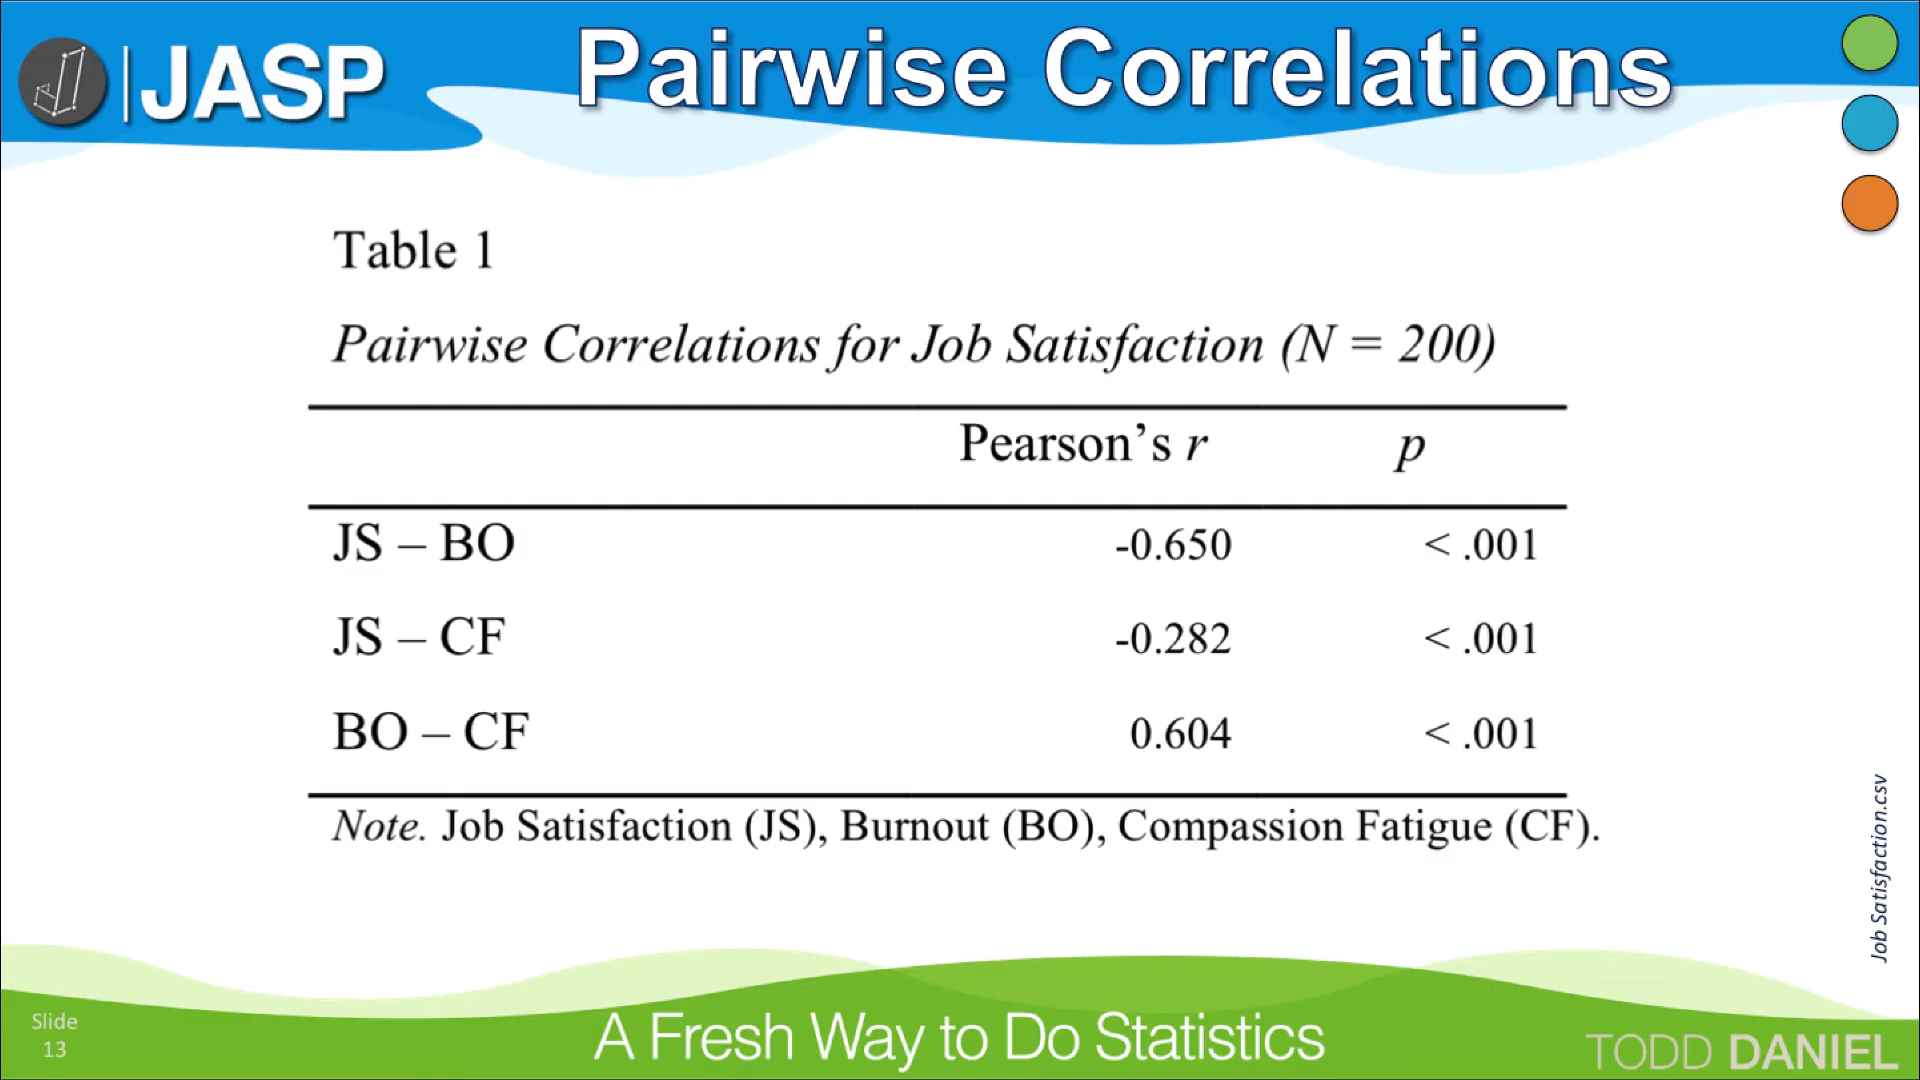 JASP
Pairwise Correlations
Table 1
Pairwise Correlations for Job Satisfaction (N = 200)
Pearson’s r p
JS – BO -0.650 < .001
JS – CF -0.282 < .001
BO – CF 0.604 < .001
Note. Job Satisfaction (JS), Burnout (BO), Compassion Fatigue (CF).
Job Satisfaction.csv
Slide
13
A Fresh Way to Do Statistics
TODD DANIEL